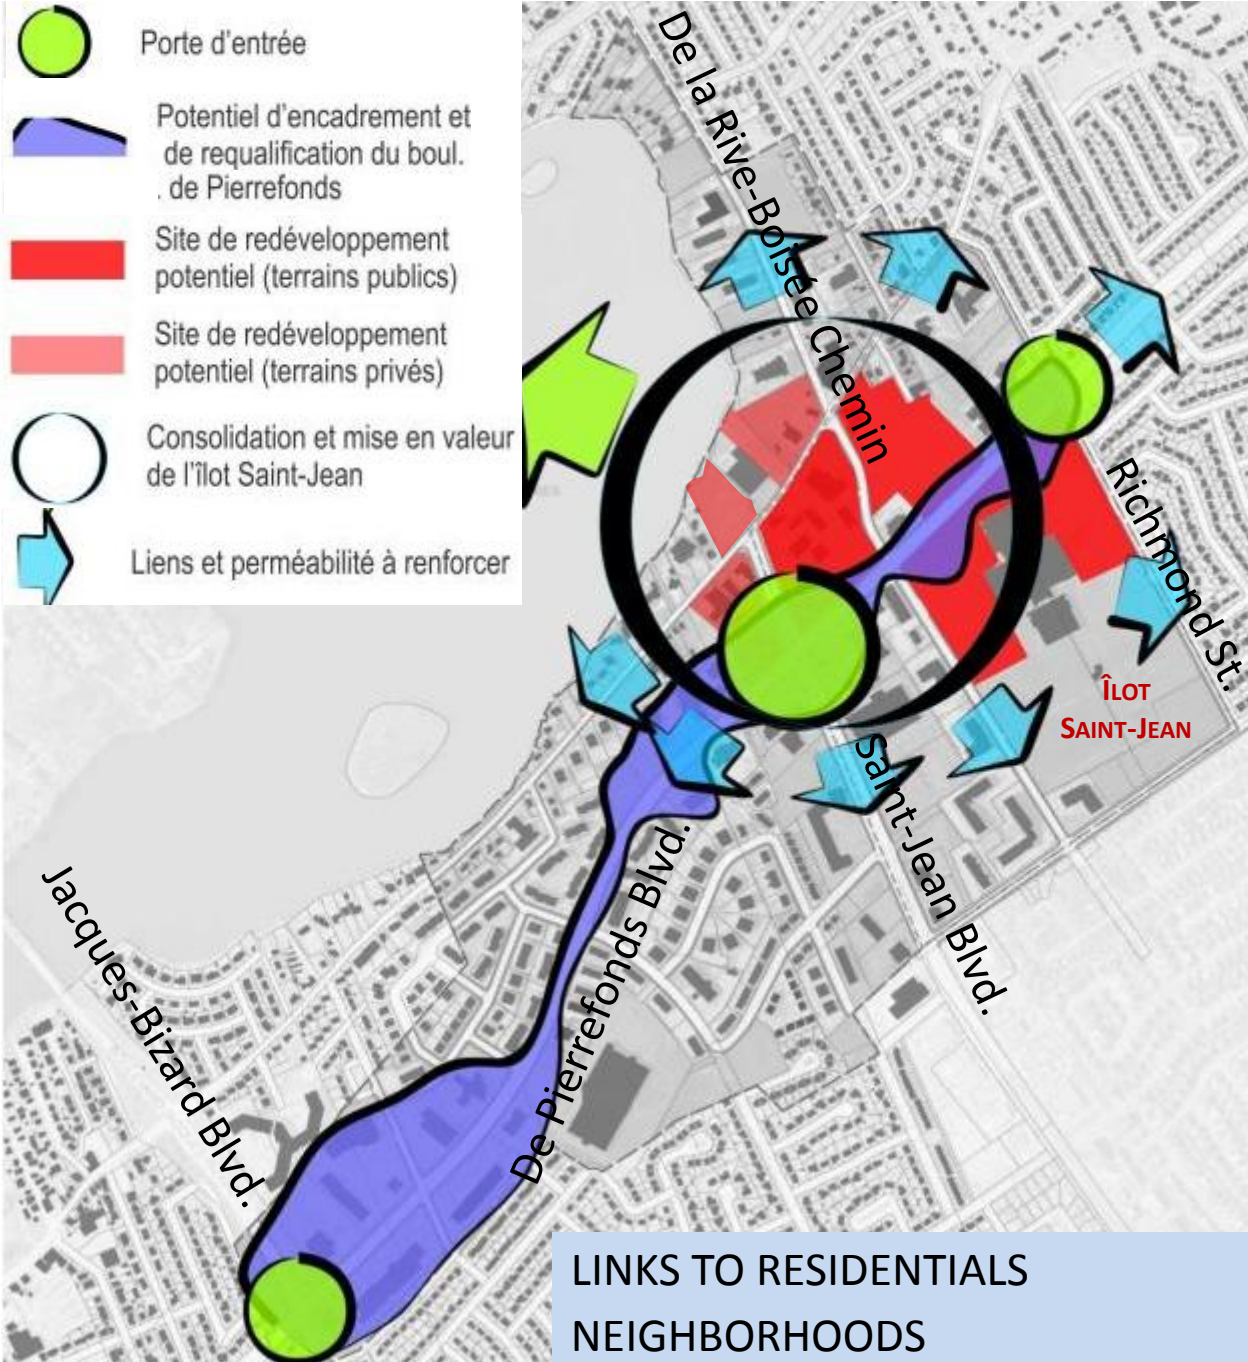 Porte d'entrée
Potentiel d'encadrement et
de requalification du boul.
. de Pierrefonds
Site de redéveloppement
potentiel (terrains publics)
Site de redéveloppement
potentiel (terrains privés)
Consolidation et mise en valeur
de l'îlot Saint-Jean
Liens et perméabilité à renforcer
De la Rive-Boisée Chemin
Richmond St.
ÎLOT
SAINT-JEAN
Saint-Jean Blvd.
De Pierrefonds Blvd.
Jacques-Bizard Blvd.
LINKS TO RESIDENTIALS
NEIGHBORHOODS